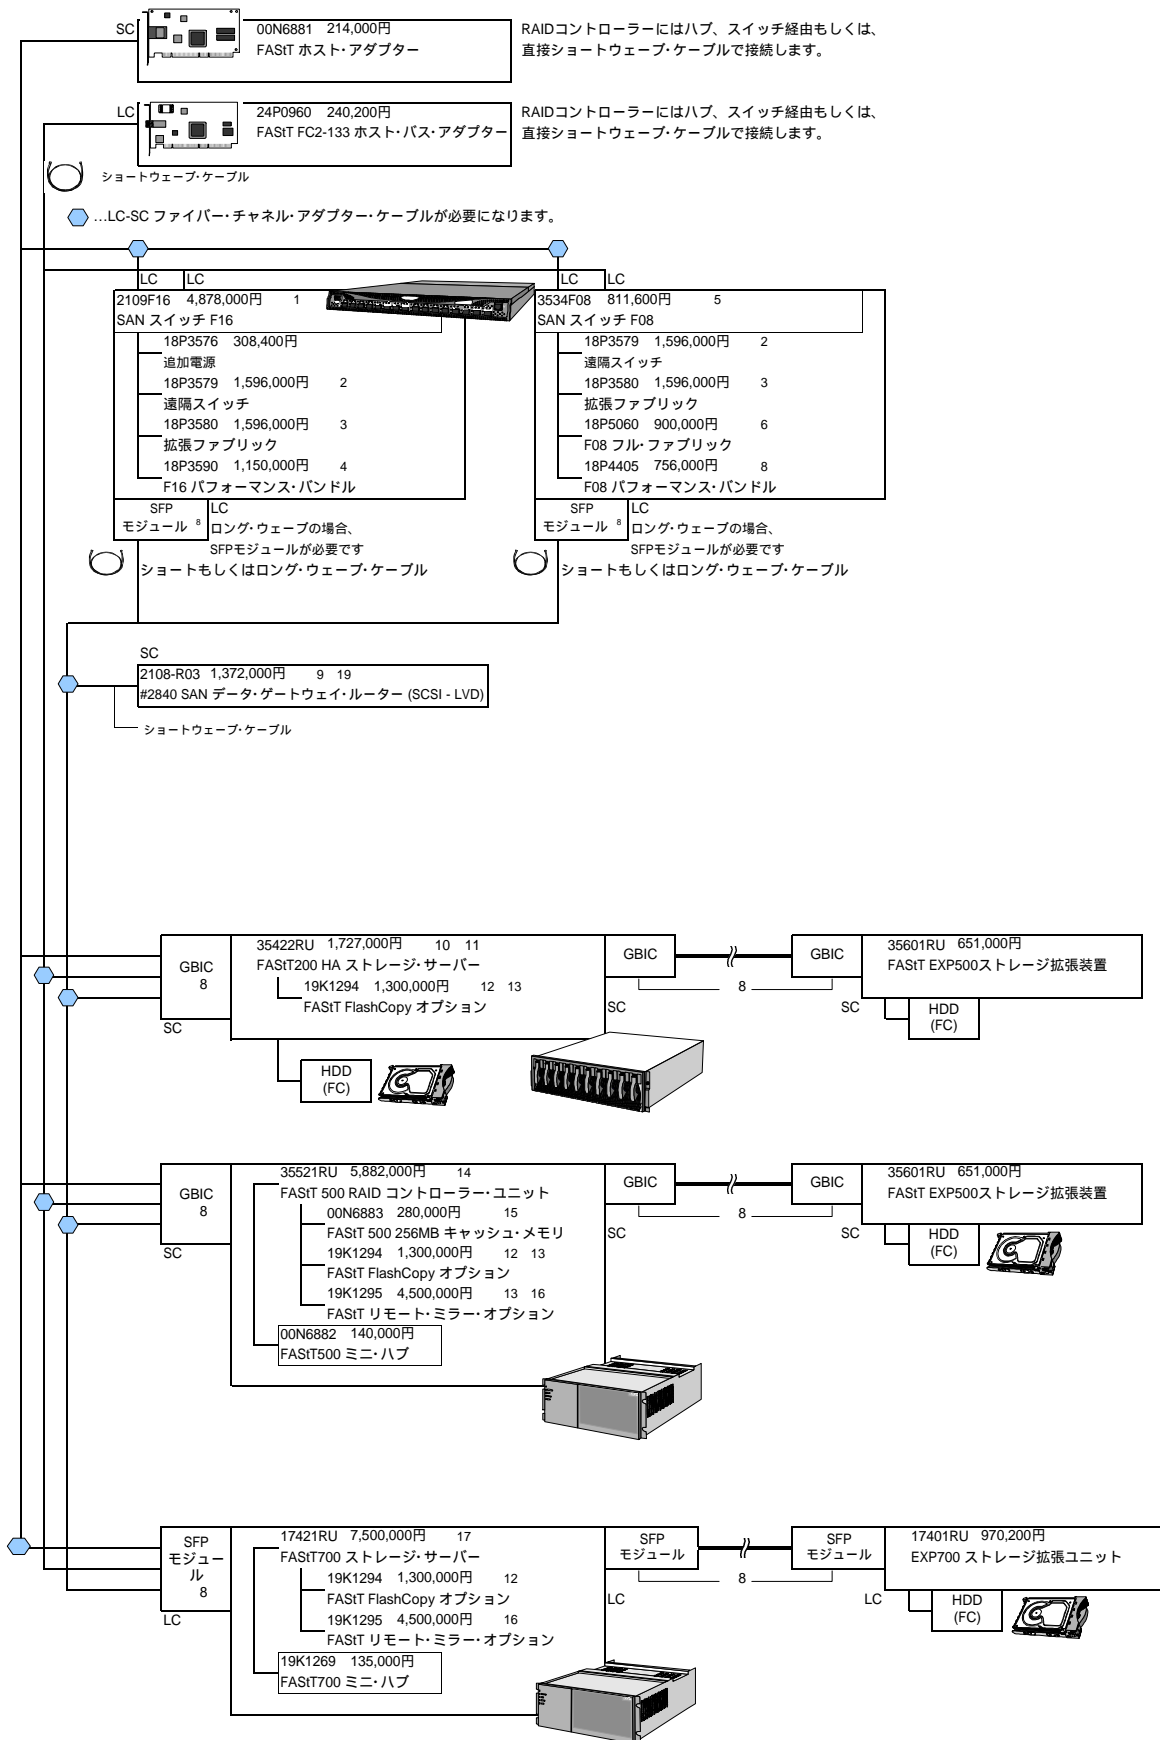 SC
00N6881 214,000円
FAStT ホスト・アダプター
RAIDコントローラーにはハブ、スイッチ経由もしくは、
直接ショートウェーブ・ケーブルで接続します。
LC
24P0960 240,200円
FAStT FC2-133 ホスト・バス・アダプター
RAIDコントローラーにはハブ、スイッチ経由もしくは、
直接ショートウェーブ・ケーブルで接続します。
ショートウェーブ・ケーブル
…LC-SC ファイバー・チャネル・アダプター・ケーブルが必要になります。
LC LC
2109F16 4,878,000円 1
SAN スイッチ F16
18P3576 308,400円
追加電源
18P3579 1,596,000円 2
遠隔スイッチ
18P3580 1,596,000円 3
拡張ファブリック
18P3590 1,150,000円 4
F16 パフォーマンス・バンドル
SFP
モジュール 8
LC
ロング・ウェーブの場合、
SFPモジュールが必要です
ショートもしくはロング・ウェーブ・ケーブル
LC LC
3534F08 811,600円 5
SAN スイッチ F08
18P3579 1,596,000円 2
遠隔スイッチ
18P3580 1,596,000円 3
拡張ファブリック
18P5060 900,000円 6
F08 フル・ファブリック
18P4405 756,000円 8
F08 パフォーマンス・バンドル
SFP
モジュール 8
LC
ロング・ウェーブの場合、
SFPモジュールが必要です
ショートもしくはロング・ウェーブ・ケーブル
SC
2108-R03 1,372,000円 9 19
#2840 SAN データ・ゲートウェイ・ルーター (SCSI - LVD)
ショートウェーブ・ケーブル
GBIC
8
SC
35422RU 1,727,000円 10 11
FAStT200 HA ストレージ・サーバー
19K1294 1,300,000円 12 13
FAStT FlashCopy オプション
HDD
(FC)
GBIC
SC
8
GBIC
SC
35601RU 651,000円
FAStT EXP500ストレージ拡張装置
HDD
(FC)
GBIC
8
SC
35521RU 5,882,000円 14
FAStT 500 RAID コントローラー・ユニット
00N6883 280,000円 15
FAStT 500 256MB キャッシュ・メモリ
19K1294 1,300,000円 12 13
FAStT FlashCopy オプション
19K1295 4,500,000円 13 16
FAStT リモート・ミラー・オプション
00N6882 140,000円
FAStT500 ミニ・ハブ
GBIC
SC
8
GBIC
SC
35601RU 651,000円
FAStT EXP500ストレージ拡張装置
HDD
(FC)
SFP
モジュー
ル
8
LC
17421RU 7,500,000円 17
FAStT700 ストレージ・サーバー
19K1294 1,300,000円 12
FAStT FlashCopy オプション
19K1295 4,500,000円 16
FAStT リモート・ミラー・オプション
19K1269 135,000円
FAStT700 ミニ・ハブ
SFP
モジュール
LC
8
SFP
モジュール
LC
17401RU 970,200円
EXP700 ストレージ拡張ユニット
HDD
(FC)